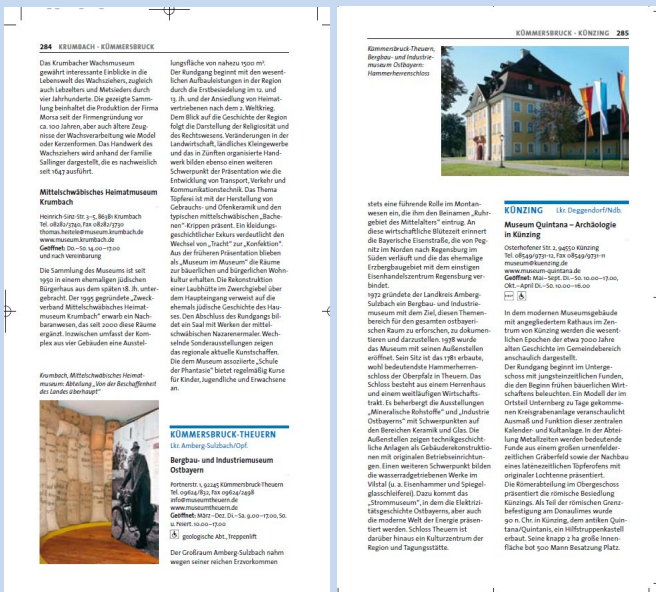 284 KRUMBACH · KÜMMERSBRUCK
Das Krumbacher Wachsmuseum
gewährt interessante Einblicke in die
Lebenswelt des Wachsziehers, zugleich
auch Lebzelters und Metsieders durch
vier Jahrhunderte. Die gezeigte Samm-
lung beinhaltet die Produktion der Firma
Morsa seit der Firmengründung vor
ca. 100 Jahren, aber auch ältere Zeug-
nisse der Wachsverarbeitung wie Model
oder Kerzenformen. Das Handwerk des
Wachsziehers wird anhand der Familie
Sallinger dargestellt, die es nachweislich
seit 1647 ausführt.
Mittelschwäbisches Heimatmuseum
Krumbach
Heinrich-Sinz-Str. 3–5, 86381 Krumbach
Tel. 08282/3740, Fax 08282/3730
thomas.hertele@museum.krumbach.de
www.museum.krumbach.de
Geöffnet: Do.–So. 14.00–17.00
und nach Vereinbarung
Die Sammlung des Museums ist seit
1950 in einem ehemaligen jüdischen
Bürgerhaus aus dem späten 18. Jh. unter-
gebracht. Der 1995 gegründete „Zweck-
verband Mittelschwäbisches Heimat-
museum Krumbach“ erwarb ein Nach-
baranwesen, das seit 2000 diese Räume
ergänzt. Inzwischen umfasst der Kom-
plex aus vier Gebäuden eine Ausstel-
Krumbach, Mittelschwäbisches Heimat-
museum: Abteilung „Von der Beschaffenheit
des Landes überhaupt“
lungsfläche von nahezu 1500 m².
Der Rundgang beginnt mit den wesent-
lichen Aufbauleistungen in der Region
durch die Erstbesiedelung im 12. und
13. Jh. und der Ansiedlung von Heimat-
vertriebenen nach dem 2. Weltkrieg.
Dem Blick auf die Geschichte der Region
folgt die Darstellung der Religiosität und
des Rechtswesens. Veränderungen in der
Landwirtschaft, ländliches Kleingewerbe
und das in Zünften organisierte Hand-
werk bilden ebenso einen weiteren
Schwerpunkt der Präsentation wie die
Entwicklung von Transport, Verkehr und
Kommunikationstechnik. Das Thema
Töpferei ist mit der Herstellung von
Gebrauchs- und Ofenkeramik und den
typischen mittelschwäbischen „Bache-
nen“-Krippen präsent. Ein kleidungs-
geschichtlicher Exkurs verdeutlicht den
Wechsel von „Tracht“ zur „Konfektion“.
Aus der früheren Präsentation blieben
als „Museum im Museum“ die Räume
zur bäuerlichen und bürgerlichen Wohn-
kultur erhalten. Die Rekonstruktion
einer Laubhütte im Zwerchgiebel über
dem Haupteingang verweist auf die
ehemals jüdische Geschichte des Hau-
ses. Den Abschluss des Rundgangs bil-
det ein Saal mit Werken der mittel-
schwäbischen Nazarenermaler. Wech-
selnde Sonderausstellungen zeigen
das regionale aktuelle Kunstschaffen.
Die dem Museum assoziierte „Schule
der Phantasie“ bietet regelmäßig Kurse
für Kinder, Jugendliche und Erwachsene
an.
KÜMMERSBRUCK-THEUERN
Lkr. Amberg-Sulzbach/Opf.
Bergbau- und Industriemuseum
Ostbayern
Portnerstr. 1, 92245 Kümmersbruck-Theuern
Tel. 09624/832, Fax 09624/2498
info@museumtheuern.de
www.museumtheuern.de
Geöffnet: März–Dez. Di.–Sa. 9.00–17.00, So.
u. Feiert. 10.00–17.00
geologische Abt., Treppenlift
Der Großraum Amberg-Sulzbach nahm
wegen seiner reichen Erzvorkommen
KÜMMERSBRUCK · KÜNZING 285
Kümmersbruck-Theuern,
Bergbau- und Industrie-
museum Ostbayern:
Hammerherrenschloss
stets eine führende Rolle im Montan-
wesen ein, die ihm den Beinamen „Ruhr-
gebiet des Mittelalters“ eintrug. An
diese wirtschaftliche Blütezeit erinnert
die Bayerische Eisenstraße, die von Peg-
nitz im Norden nach Regensburg im
Süden verläuft und die das ehemalige
Erzbergbaugebiet mit dem einstigen
Eisenhandelszentrum Regensburg ver-
bindet.
1972 gründete der Landkreis Amberg-
Sulzbach ein Bergbau- und Industrie-
museum mit dem Ziel, diesen Themen-
bereich für den gesamten ostbayeri-
schen Raum zu erforschen, zu dokumen-
tieren und darzustellen. 1978 wurde
das Museum mit seinen Außenstellen
eröffnet. Sein Sitz ist das 1781 erbaute,
wohl bedeutendste Hammerherren-
schloss der Oberpfalz in Theuern. Das
Schloss besteht aus einem Herrenhaus
und einem weitläufigen Wirtschafts-
trakt. Es beherbergt die Ausstellungen
„Mineralische Rohstoffe“ und „Industrie
Ostbayerns“ mit Schwerpunkten auf
den Bereichen Keramik und Glas. Die
Außenstellen zeigen technikgeschicht-
liche Anlagen als Gebäuderekonstruktio-
nen mit originalen Betriebseinrichtun-
gen. Einen weiteren Schwerpunkt bilden
die wasserradgetriebenen Werke im
Vilstal (u. a. Eisenhammer und Spiegel-
glasschleiferei). Dazu kommt das
„Strommuseum“, in dem die Elektrizi-
tätsgeschichte Ostbayerns, aber auch
die moderne Welt der Energie präsen-
tiert werden. Schloss Theuern ist
darüber hinaus ein Kulturzentrum der
Region und Tagungsstätte.
KÜNZING Lkr. Deggendorf/Ndb.
Museum Quintana – Archäologie
in Künzing
Osterhofener Str. 2, 94550 Künzing
Tel. 08549/9731-12, Fax 08549/9731-11
museum@kuenzing.de
www.museum-quintana.de
Geöffnet: Mai–Sept. Di.–So. 10.00–17.00,
Okt.–April Di.–So. 10.00–16.00
In dem modernen Museumsgebäude
mit angegliedertem Rathaus im Zen-
trum von Künzing werden die wesent-
lichen Epochen der etwa 7000 Jahre
alten Geschichte im Gemeindebereich
anschaulich dargestellt.
Der Rundgang beginnt im Unterge-
schoss mit jungsteinzeitlichen Funden,
die den Beginn frühen bäuerlichen Wirt-
schaftens beleuchten. Ein Modell der im
Ortsteil Unternberg zu Tage gekomme-
nen Kreisgrabenanlage veranschaulicht
Ausmaß und Funktion dieser zentralen
Kalender- und Kultanlage. In der Abtei-
lung Metallzeiten werden bedeutende
Funde aus einem großen urnenfelder-
zeitlichen Gräberfeld sowie der Nachbau
eines latènezeitlichen Töpferofens mit
originaler Lochtenne präsentiert.
Die Römerabteilung im Obergeschoss
präsentiert die römische Besiedlung
Künzings. Als Teil der römischen Grenz-
befestigung am Donaulimes wurde
90 n. Chr. in Künzing, dem antiken Quin-
tana/Quintanis, ein Hilfstruppenkastell
erbaut. Seine knapp 2 ha große Innen-
fläche bot 500 Mann Besatzung Platz.